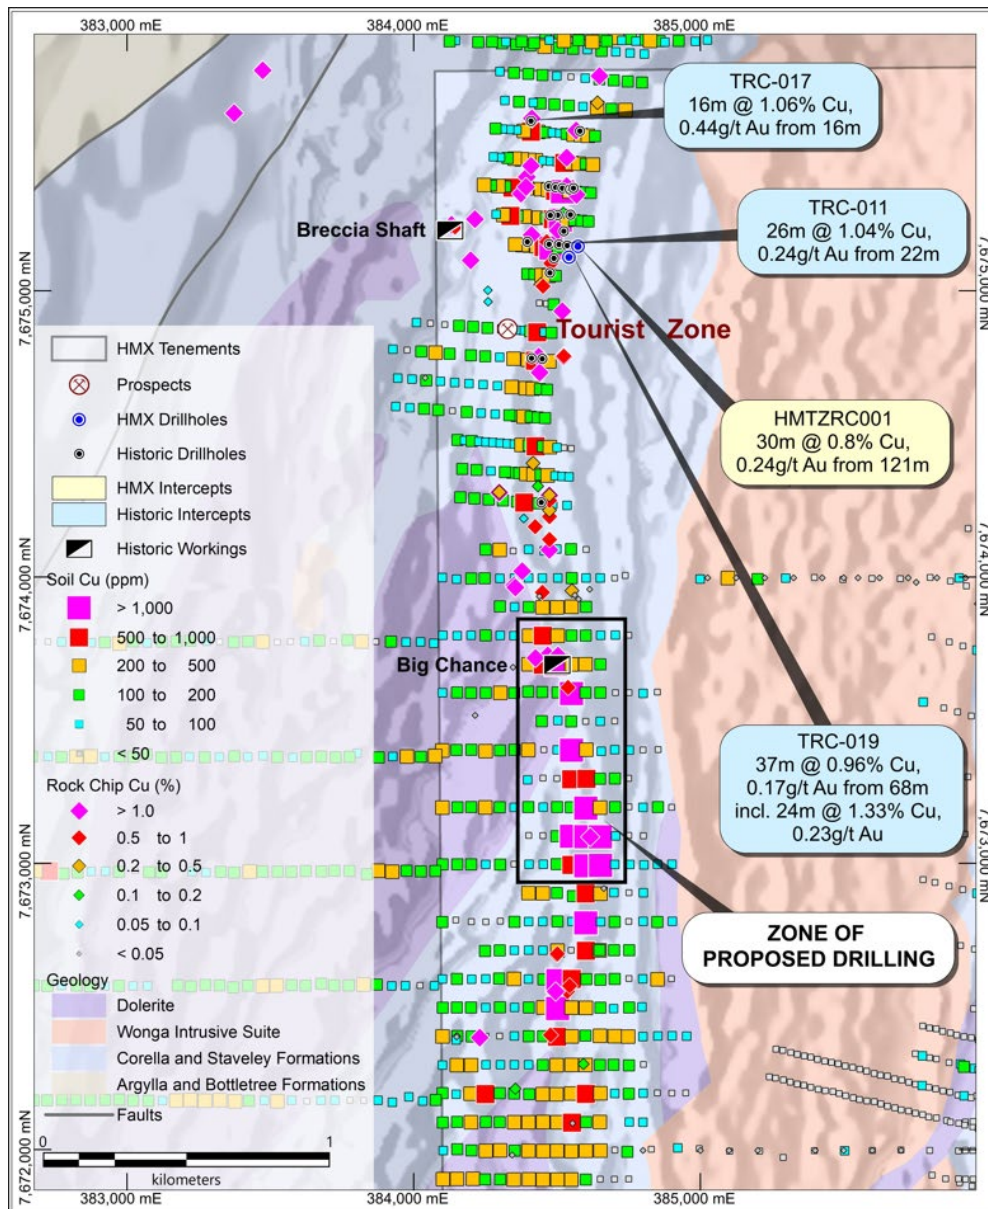 383,000 mE
384,000 mE
385,000 mE
TRC-017
16m @ 1.06% Cu,
0.44g/t Au from 16m
Breccia Shaft
TRC-011
26m @ 1.04% Cu,
0.24g/t Au from 22m
7,675,000 mN
7,675,000 mN
Tourist Zone
HMX Tenements
Prospects
HMX Drillholes
Historic Drillholes
HMX Intercepts
Historic Intercepts
Historic Workings
HMTZRC001
30m @ 0.8% Cu,
0.24g/t Au from 121m
7,674,000 mN
7,674,000 mN
Soil Cu (ppm)
> 1,000
500 to 1,000
200 to 500
100 to 200
50 to 100
< 50
Big Chance
TRC-019
37m @ 0.96% Cu,
0.17g/t Au from 68m
incl. 24m @ 1.33% Cu,
0.23g/t Au
Rock Chip Cu (%)
> 1.0
0.5 to 1
0.2 to 0.5
0.1 to 0.2
0.05 to 0.1
< 0.05
7,673,000 mN
7,673,000 mN
ZONE OF
PROPOSED DRILLING
Geology
Dolerite
Wonga Intrusive Suite
Corella and Staveley Formations
Argylla and Bottletree Formations
Faults
0 1
kilometers
7,672,000 mN
7,672,000 mN
383,000 mE
384,000 mE
385,000 mE